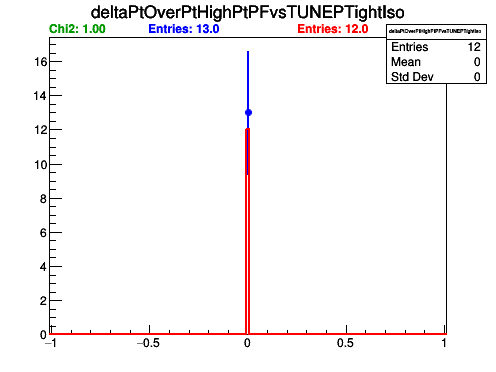 deltaPtOverPtHighPtPFvsTUNEPTightIso
Chi2: 1.00 Entries: 13.0 Entries: 12.0
deltaPtOverPtHighPtPFvsTUNEPTightIso
Entries 12
Mean 0
Std Dev 0
16
14
12
10
8
6
4
2
0
−1 −0.5 0 0.5 1